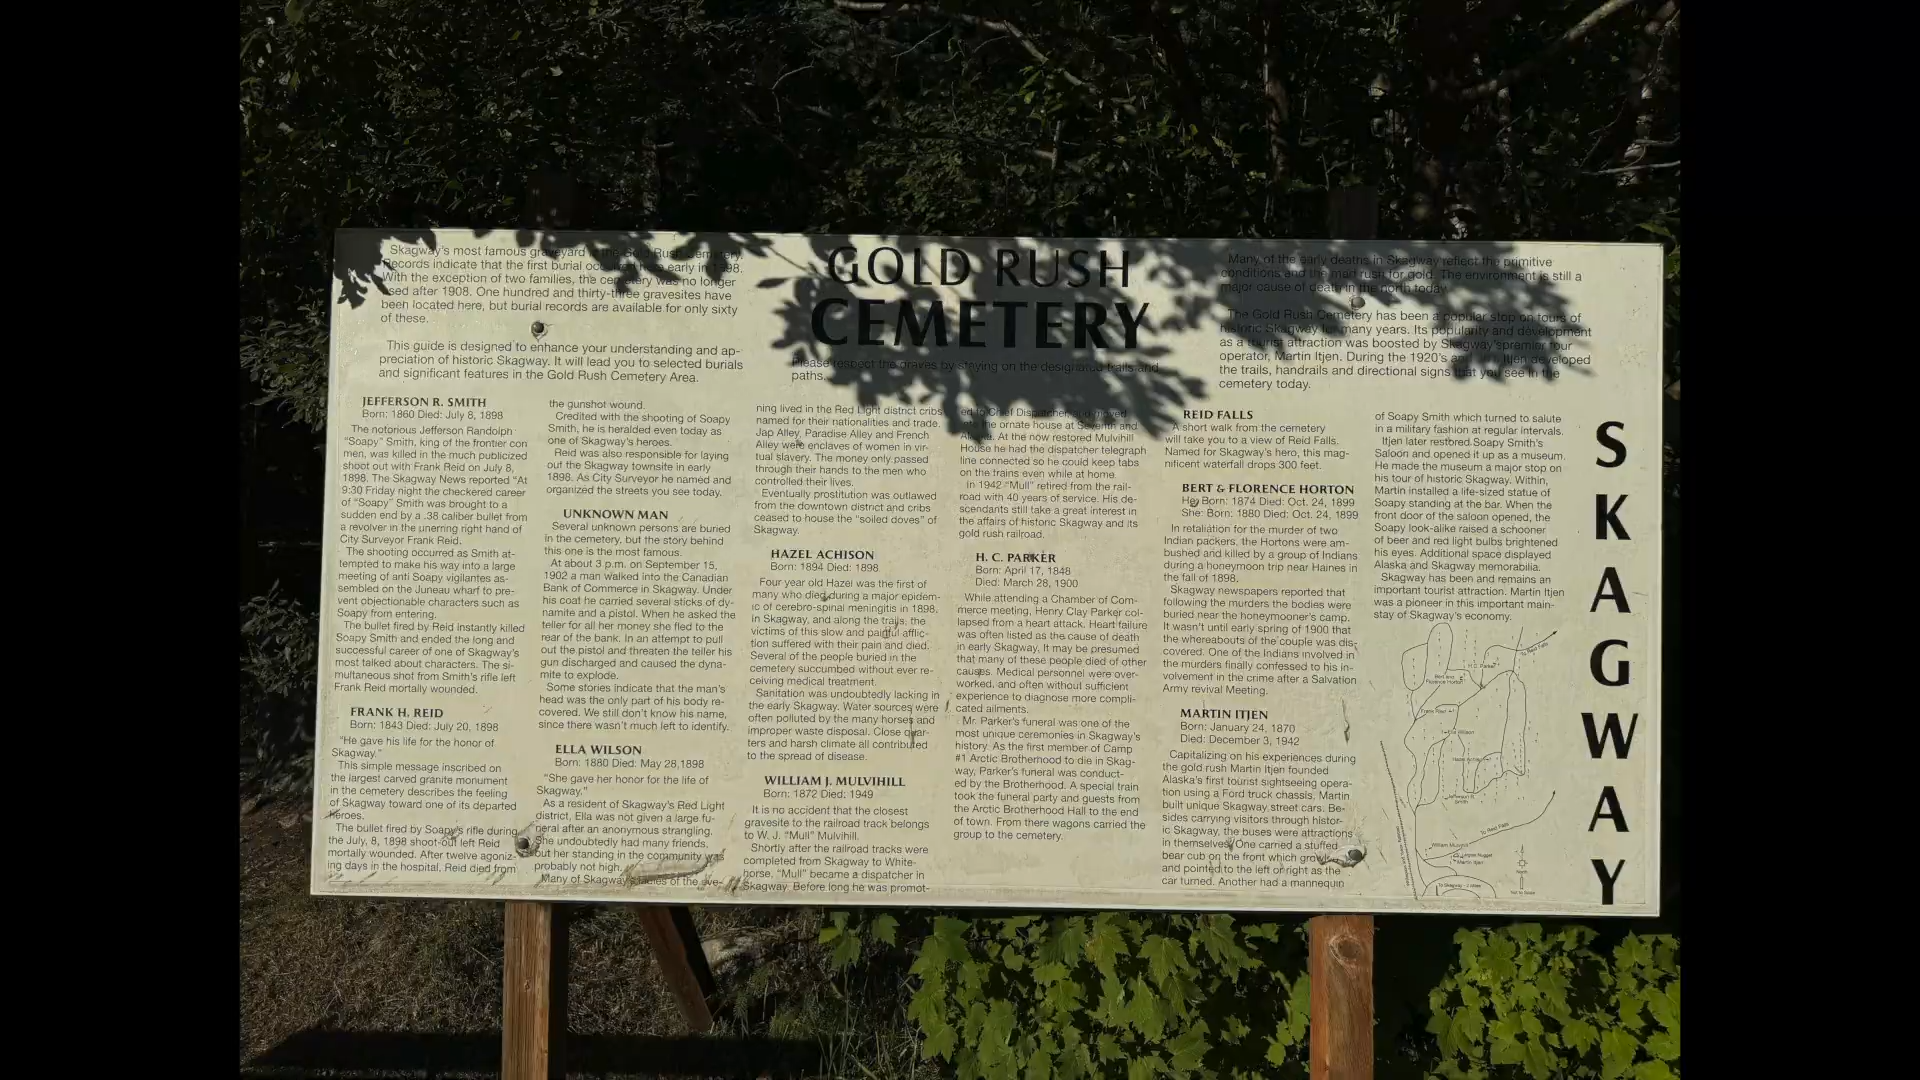 GOLD RUSH
CEMETERY
Please respect the graves by staying on the designated trails and
paths.
Skagway's most famous graveyard is the Gold Rush Cemetery.
Records indicate that the first burial occurred here early in 1898.
With the exception of two families, the cemetery was no longer
used after 1908. One hundred and thirty-three gravesites have
been located here, but burial records are available for only sixty
of these.
This guide is designed to enhance your understanding and ap-
preciation of historic Skagway. It will lead you to selected burials
and significant features in the Gold Rush Cemetery Area.
Many of the early deaths in Skagway reflect the primitive
conditions and the mad rush for gold. The environment is still a
major cause of death in the north today.
The Gold Rush Cemetery has been a popular stop on tours of
historic Skagway for many years. Its popularity and development
as a tourist attraction was boosted by Skagway's premier tour
operator, Martin Itjen. During the 1920's and Itjen developed
the trails, handrails and directional signs that you see in the
cemetery today.
JEFFERSON R. SMITH
Born: 1860 Died: July 8, 1898
The notorious Jefferson Randolph
"Soapy" Smith, king of the frontier con
men, was killed in the much publicized
shoot out with Frank Reid on July 8,
1898. The Skagway News reported "At
9:30 Friday night the checkered career
of "Soapy" Smith was brought to a
sudden end by a .38 caliber bullet from
a revolver in the unerring right hand of
City Surveyor Frank Reid.
The shooting occurred as Smith at-
tempted to make his way into a large
meeting of anti Soapy vigilantes as-
sembled on the Juneau wharf to pre-
vent objectionable characters such as
Soapy from entering.
The bullet fired by Reid instantly killed
Soapy Smith and ended the long and
successful career of one of Skagway's
most talked about characters. The si-
multaneous shot from Smith's rifle left
Frank Reid mortally wounded.
FRANK H. REID
Born: 1843 Died: July 20, 1898
"He gave his life for the honor of
Skagway."
This simple message inscribed on
the largest carved granite monument
in the cemetery describes the feeling
of Skagway toward one of its departed
heroes.
The bullet fired by Soapy's rifle during
the July, 8, 1898 shoot-out left Reid
mortally wounded. After twelve agoniz-
ing days in the hospital, Reid died from
the gunshot wound.
Credited with the shooting of Soapy
Smith, he is heralded even today as
one of Skagway's heroes.
Reid was also responsible for laying
out the Skagway townsite in early
1898. As City Surveyor he named and
organized the streets you see today.
UNKNOWN MAN
Several unknown persons are buried
in the cemetery, but the story behind
this one is the most famous.
At about 3 p.m. on September 15,
1902 a man walked into the Canadian
Bank of Commerce in Skagway. Under
his coat he carried several sticks of dy-
namite and a pistol. When he asked the
teller for all her money she fled to the
rear of the bank. In an attempt to pull
out the pistol and threaten the teller his
gun discharged and caused the dyna-
mite to explode.
Some stories indicate that the man's
head was the only part of his body re-
covered. We still don't know his name,
since there wasn't much left to identify.
ELLA WILSON
Born: 1880 Died: May 28,1898
"She gave her honor for the life of
Skagway."
As a resident of Skagway's Red Light
district, Ella was not given a large fu-
neral after an anonymous strangling.
She undoubtedly had many friends,
but her standing in the community was
probably not high.
Many of Skagway's ladies of the eve-
ning lived in the Red Light district cribs
named for their nationalities and trade.
Jap Alley, Paradise Alley and French
Alley were enclaves of women in vir-
tual slavery. The money only passed
through their hands to the men who
controlled their lives.
Eventually prostitution was outlawed
from the downtown district and cribs
ceased to house the "soiled doves" of
Skagway.
HAZEL ACHISON
Born: 1894 Died: 1898
Four year old Hazel was the first of
many who died during a major epidem-
ic of cerebro-spinal meningitis in 1898.
in Skagway, and along the trails, the
victims of this slow and painful afflic-
tion suffered with their pain and died.
Several of the people buried in the
cemetery succumbed without ever re-
ceiving medical treatment.
Sanitation was undoubtedly lacking in
the early Skagway. Water sources were
often polluted by the many horses and
improper waste disposal. Close quar-
ters and harsh climate all contributed
to the spread of disease.
WILLIAM J. MULVIHILL
Born: 1872 Died: 1949
It is no accident that the closest
gravesite to the railroad track belongs
to W. J. "Mull" Mulvihill.
Shortly after the railroad tracks were
completed from Skagway to White-
horse, "Mull" became a dispatcher in
Skagway. Before long he was promot-
ed to Chief Dispatcher, and moved
into the ornate house at Seventh and
At the now restored Mulvihill
House he had the dispatcher telegraph
line connected so he could keep tabs
on the trains even while at home.
In 1942 "Mull" retired from the rail-
road with 40 years of service. His de-
scendants still take a great interest in
the affairs of historic Skagway and its
gold rush railroad.
H. C. PARKER
Born: April 17, 1848
Died: March 28, 1900
While attending a Chamber of Com-
merce meeting, Henry Clay Parker col-
lapsed from a heart attack. Heart failure
was often listed as the cause of death
in early Skagway. It may be presumed
that many of these people died of other
causes. Medical personnel were over-
worked, and often without sufficient
experience to diagnose more compli-
cated ailments.
Mr. Parker's funeral was one of the
most unique ceremonies in Skagway's
history. As the first member of Camp
#1 Arctic Brotherhood to die in Skag-
way, Parker's funeral was conduct-
ed by the Brotherhood. A special train
took the funeral party and guests from
the Arctic Brotherhood Hall to the end
of town. From there wagons carried the
group to the cemetery.
REID FALLS
A short walk from the cemetery
will take you to a view of Reid Falls.
Named for Skagway's hero, this mag-
nificent waterfall drops 300 feet.
BERT & FLORENCE HORTON
He: Born: 1874 Died: Oct. 24, 1899
She: Born: 1880 Died: Oct. 24, 1899
In retaliation for the murder of two
Indian packers, the Hortons were am-
bushed and killed by a group of Indians
during a honeymoon trip near Haines in
the fall of 1898.
Skagway newspapers reported that
following the murders the bodies were
buried near the honeymooner's camp.
It wasn't until early spring of 1900 that
the whereabouts of the couple was dis-
covered. One of the Indians involved in
the murders finally confessed to his in-
volvement in the crime after a Salvation
Army revival Meeting.
MARTIN ITJEN
Born: January 24, 1870
Died: December 3, 1942
Capitalizing on his experiences during
the gold rush Martin Itjen founded
Alaska's first tourist sightseeing opera-
tion using a Ford truck chassis. Martin
built unique Skagway street cars. Be-
sides carrying visitors through histor-
ic Skagway, the buses were attractions
in themselves. One carried a stuffed
bear cub on the front which growled
and pointed to the left or right as the
car turned. Another had a mannequin
of Soapy Smith which turned to salute
in a military fashion at regular intervals.
Itjen later restored Soapy Smith's
Saloon and opened it up as a museum.
He made the museum a major stop on
his tour of historic Skagway. Within,
Martin installed a life-sized statue of
Soapy standing at the bar. When the
front door of the saloon opened, the
Soapy look-alike raised a schooner
of beer and red light bulbs brightened
his eyes. Additional space displayed
Alaska and Skagway memorabilia.
Skagway has been and remains an
important tourist attraction. Martin Itjen
was a pioneer in this important main-
stay of Skagway's economy.
To Reid Falls
H.C. Parker
Bert and
Florence Horton
Frank Reid
Ella Wilson
Hazel Achison
Jefferson R.
Smith
To Reid Falls
William Mulvihill
Nugget
Martin Itjen
North
Not to Scale
To Skagway - 2 miles
SKAGWAY